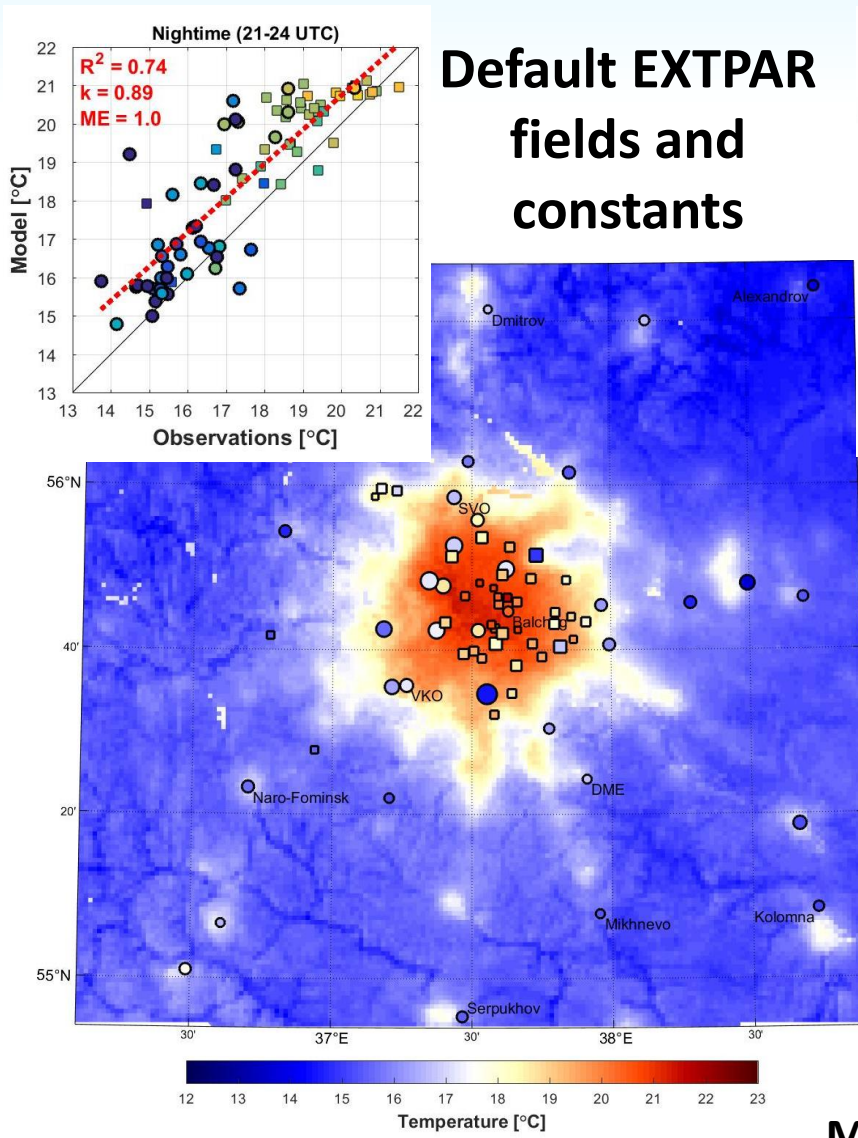 Nightime (21-24 UTC)
R² = 0.74
k = 0.89
ME = 1.0
22
21
20
19
18
17
16
15
14
13
Model [°C]
13 14 15 16 17 18 19 20 21 22
Observations [°C]
Default EXTPAR
fields and
constants
Alexandrov
Dmitrov
56°N
SVO
Balchug
40'
VKO
DME
Naro-Fominsk
20'
Mikhnevo
Kolomna
55°N
Serpukhov
30' 37°E 30' 38°E 30'
12 13 14 15 16 17 18 19 20 21 22 23
Temperature [°C]
M